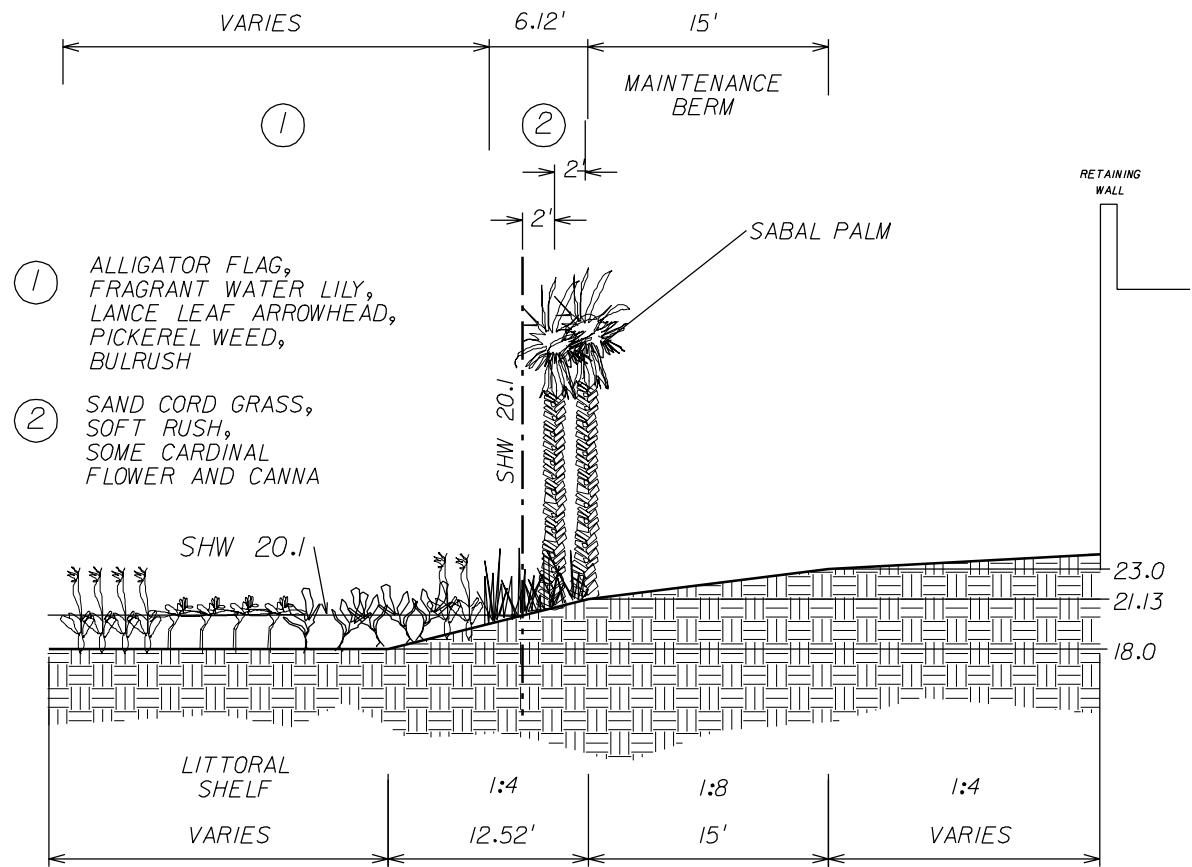 VARIES
6.12'
15'
MAINTENANCE
BERM
1
2
2'
2'
RETAINING
WALL
SABAL PALM
1
ALLIGATOR FLAG,
FRAGRANT WATER LILY,
LANCE LEAF ARROWHEAD,
PICKEREL WEED,
BULRUSH
2
SAND CORD GRASS,
SOFT RUSH,
SOME CARDINAL
FLOWER AND CANNA
SHW 20.1
SHW 20.1
23.0
21.13
18.0
LITTORAL
SHELF
1:4
1:8
1:4
VARIES
12.52'
15'
VARIES